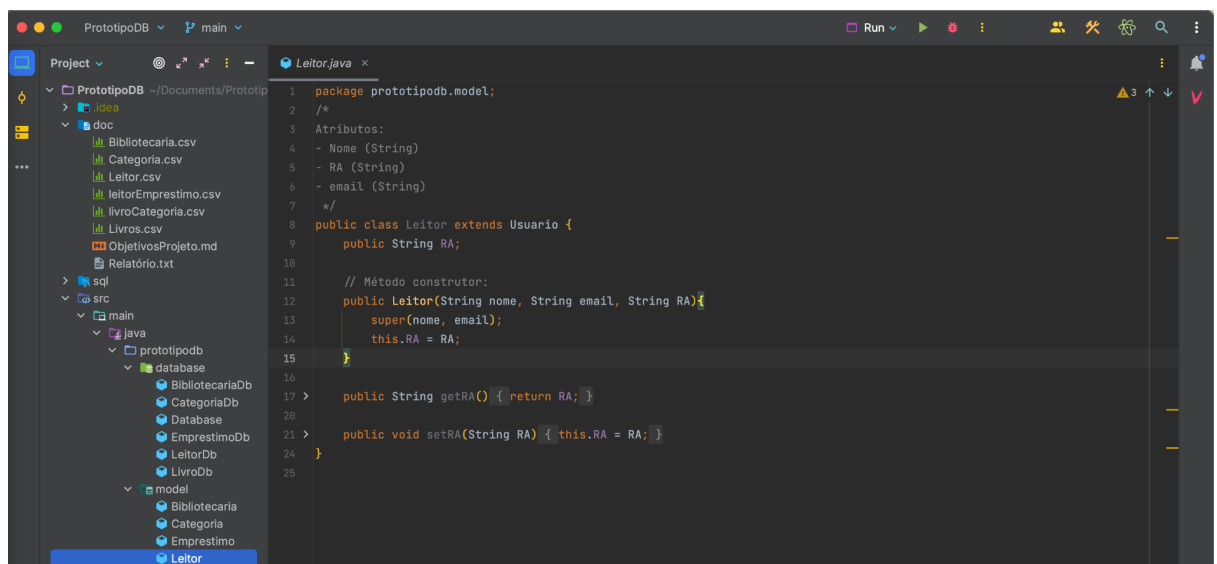 PrototipoDB main Run
Project
Leitor.java ×
PrototipoDB ~/Documents/Prototip
.idea
doc
Bibliotecaria.csv
Categoria.csv
Leitor.csv
leitorEmprestimo.csv
livroCategoria.csv
Livros.csv
ObjetivosProjeto.md
Relatório.txt
sql
src
main
java
prototipodb
database
BibliotecariaDb
CategoriaDb
Database
EmprestimoDb
LeitorDb
LivroDb
model
Bibliotecaria
Categoria
Emprestimo
Leitor
3
1 package prototipodb.model;
2 /*
3 Atributos:
4 - Nome (String)
5 - RA (String)
6 - email (String)
7 */
8 public class Leitor extends Usuario {
9 public String RA;
10
11 // Método construtor:
12 public Leitor(String nome, String email, String RA){
13 super(nome, email);
14 this.RA = RA;
15 }
16
17 public String getRA() { return RA; }
20
21 public void setRA(String RA) { this.RA = RA; }
24 }
25